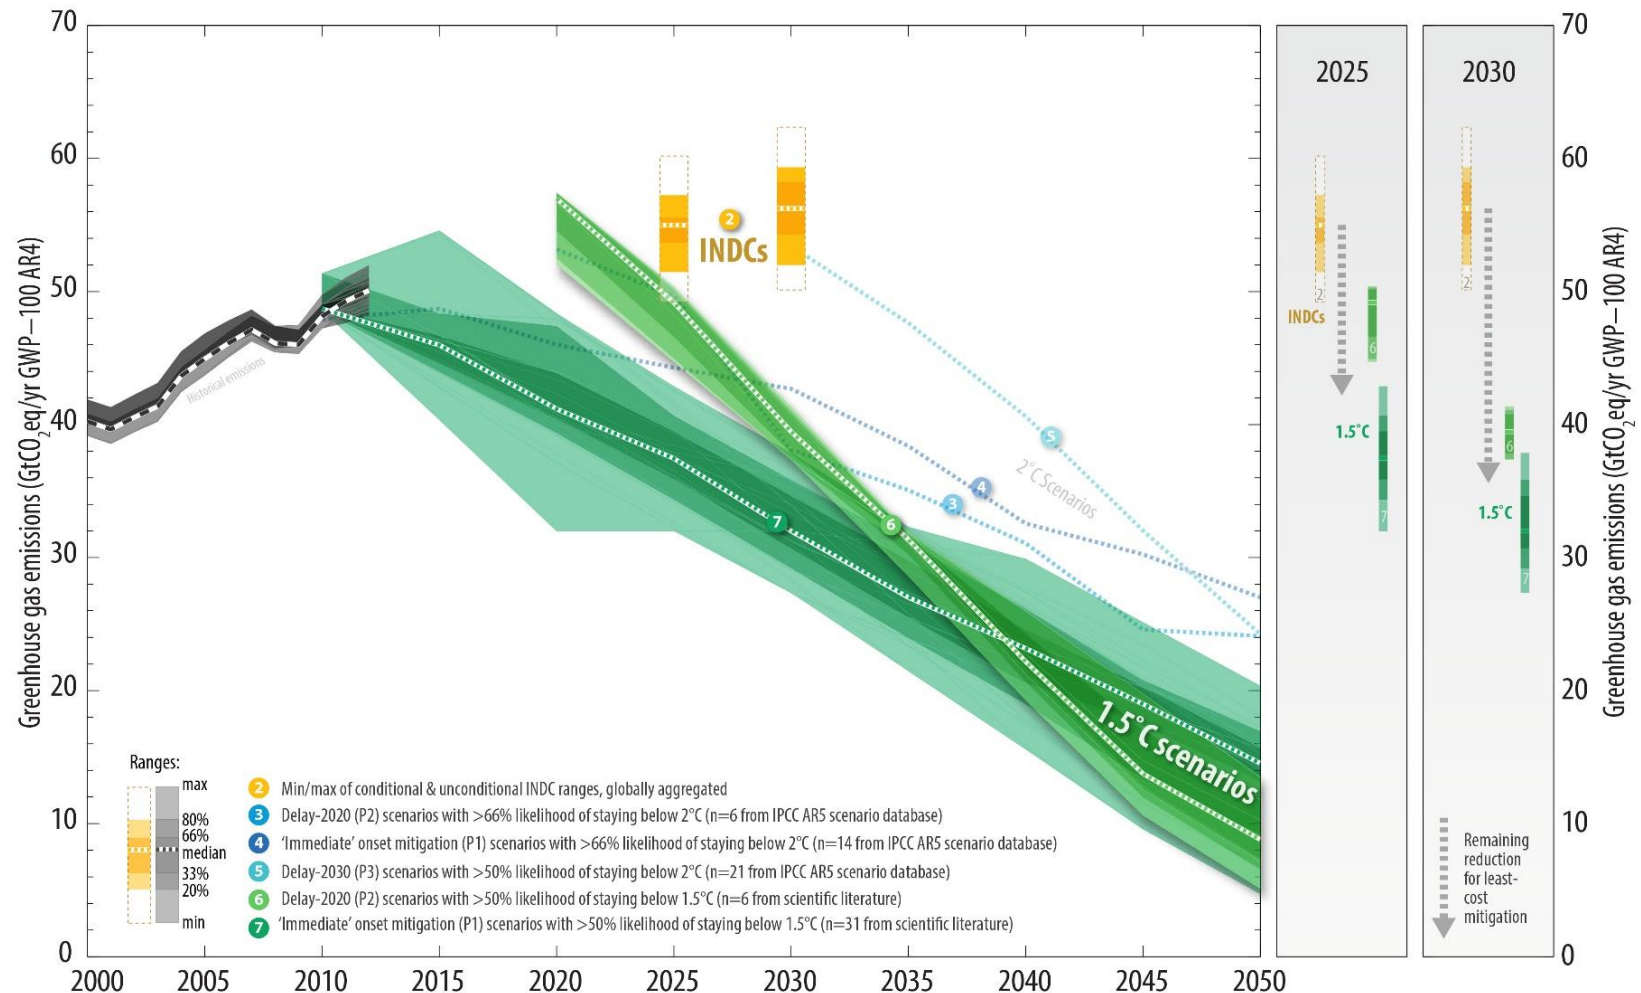 70
60
50
40
30
20
10
0
Greenhouse gas emissions (GtCO2eq/yr GWP–100 AR4)
2000 2005 2010 2015 2020 2025 2030 2035 2040 2045 2050
Historical emissions
2
INDCs
5
2°C Scenarios
4
3
7
6
1.5°C scenarios
Ranges:
max
80%
66%
median
33%
20%
min
2 Min/max of conditional & unconditional INDC ranges, globally aggregated
3 Delay-2020 (P2) scenarios with >66% likelihood of staying below 2°C (n=6 from IPCC AR5 scenario database)
4 'Immediate' onset mitigation (P1) scenarios with >66% likelihood of staying below 2°C (n=14 from IPCC AR5 scenario database)
5 Delay-2030 (P3) scenarios with >50% likelihood of staying below 2°C (n=21 from IPCC AR5 scenario database)
6 Delay-2020 (P2) scenarios with >50% likelihood of staying below 1.5°C (n=6 from scientific literature)
7 'Immediate' onset mitigation (P1) scenarios with >50% likelihood of staying below 1.5°C (n=31 from scientific literature)
2025
2
INDCs
6
1.5°C
7
2030
2
6
1.5°C
7
Remaining
reduction
for least-
cost
mitigation
70
60
50
40
30
20
10
0
Greenhouse gas emissions (GtCO2eq/yr GWP–100 AR4)